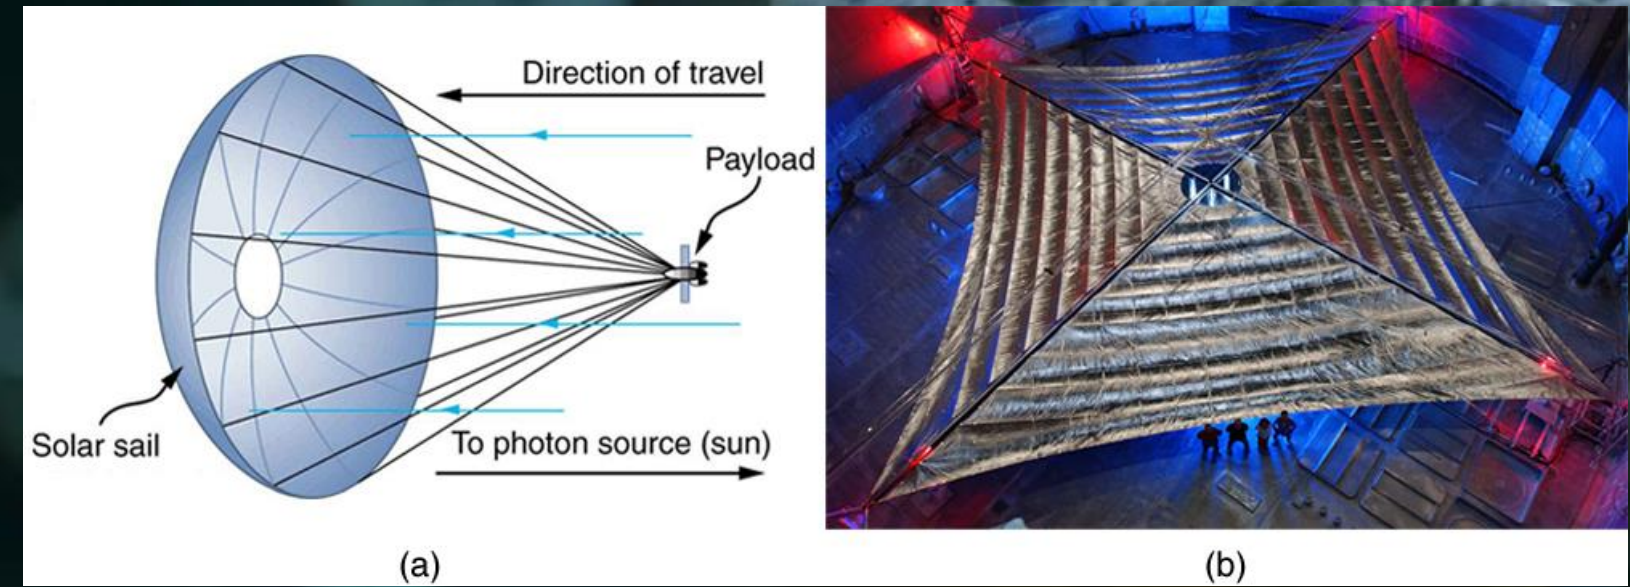 Direction of travel
Payload
Solar sail
To photon source (sun)
(a)
(b)